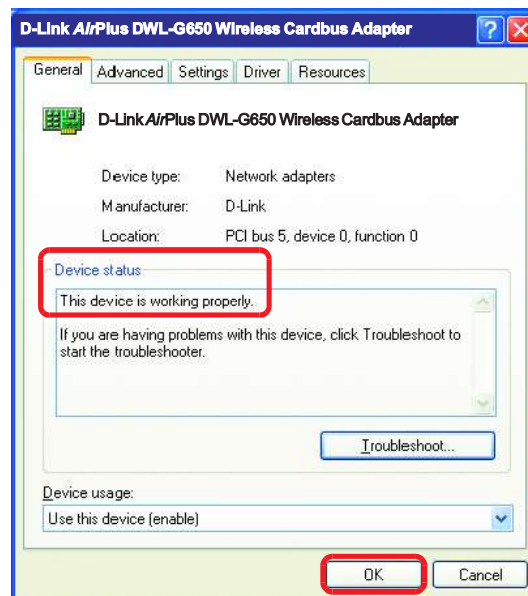 D-Link AirPlus DWL-G650 Wireless Cardbus Adapter
General Advanced Settings Driver Resources
D-Link AirPlus DWL-G650 Wireless Cardbus Adapter
Device type: Network adapters
Manufacturer: D-Link
Location: PCI bus 5, device 0, function 0
Device status
This device is working properly.
If you are having problems with this device, click Troubleshoot to
start the troubleshooter.
Troubleshoot...
Device usage:
Use this device (enable)
OK Cancel